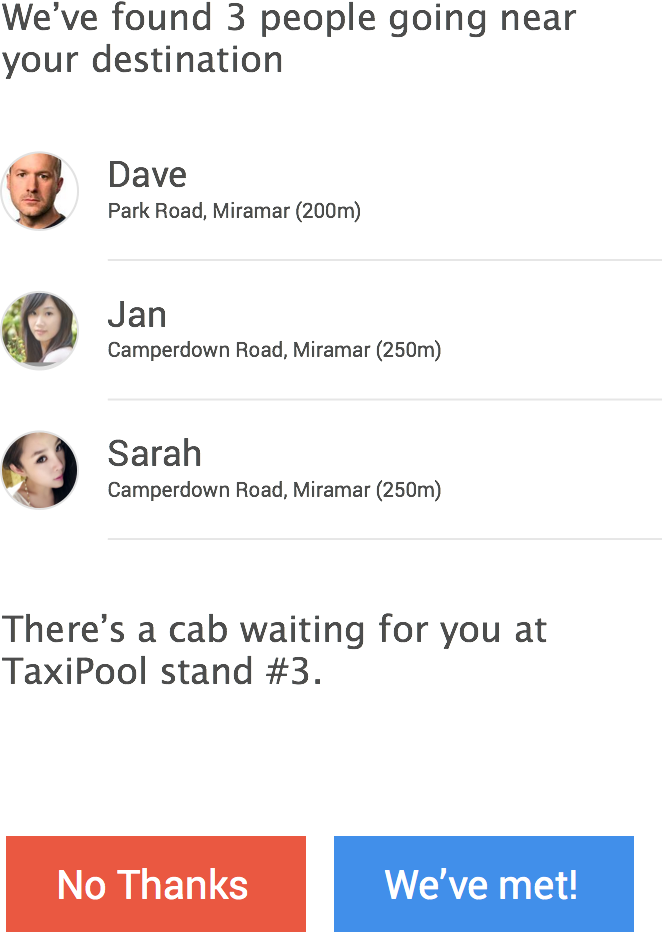 We’ve found 3 people going near
your destination
Dave
Park Road, Miramar (200m)
Jan
Camperdown Road, Miramar (250m)
Sarah
Camperdown Road, Miramar (250m)
There’s a cab waiting for you at
TaxiPool stand #3.
No Thanks
We’ve met!